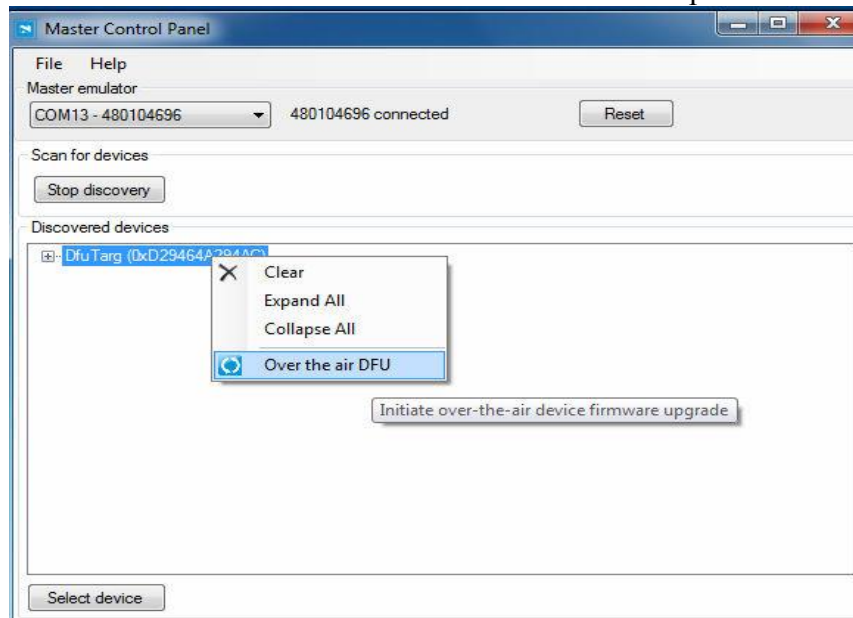 Master Control Panel
File Help
Master emulator
COM13 - 480104696 480104696 connected Reset
Scan for devices
Stop discovery
Discovered devices
DfuTarg
Clear
Expand All
Collapse All
Over the air DFU
Initiate over-the-air device firmware upgrade
Select device